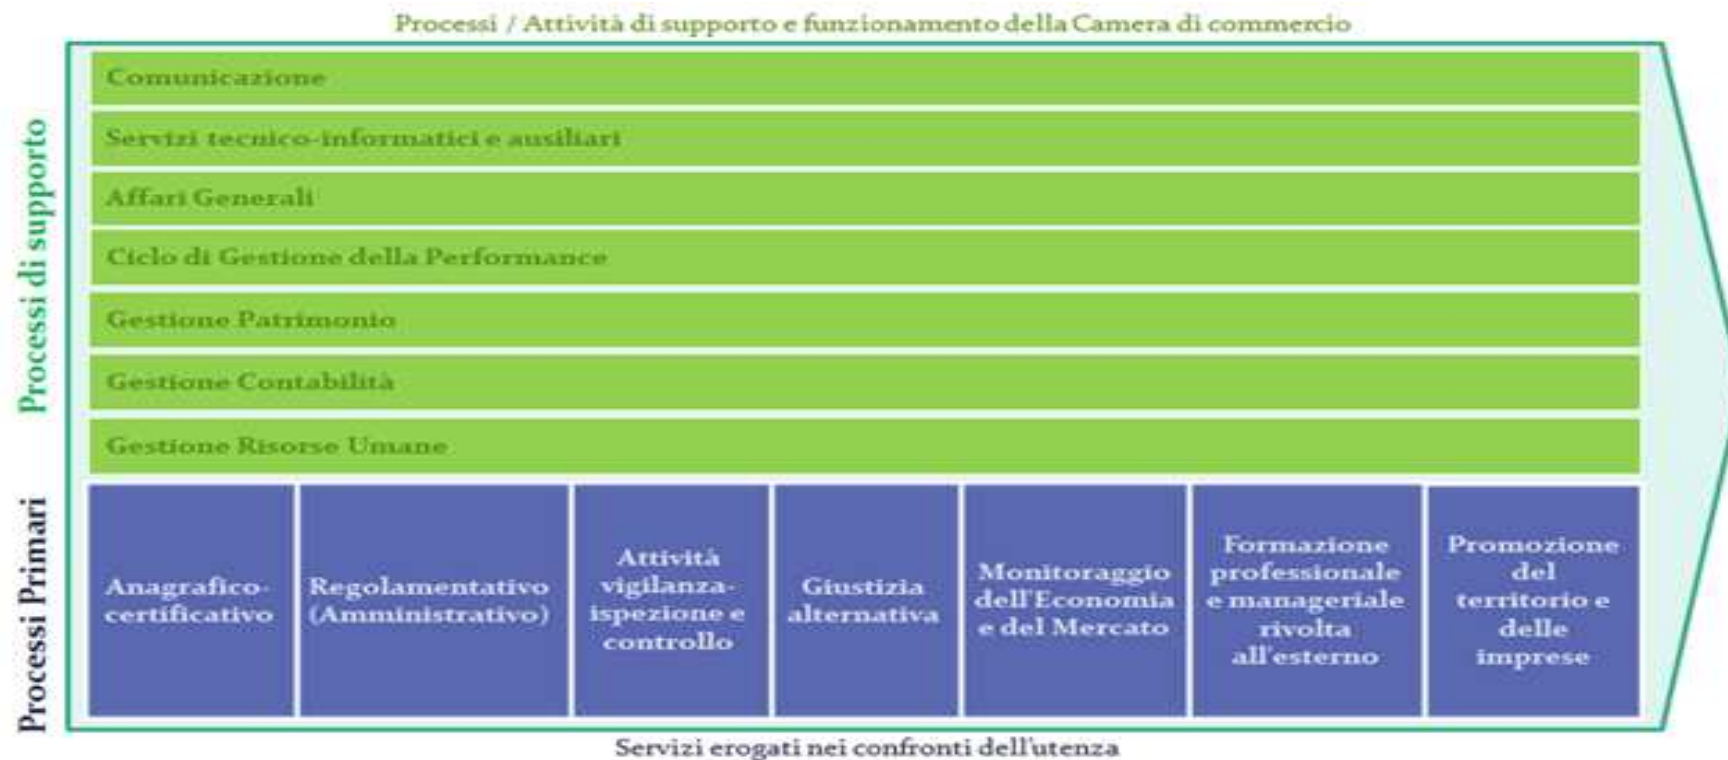 Processi / Attività di supporto e funzionamento della Camera di commercio
Processi di supporto
Comunicazione
Servizi tecnico-informatici e ausiliari
Affari Generali
Ciclo di Gestione della Performance
Gestione Patrimonio
Gestione Contabilità
Gestione Risorse Umane
Processi Primari
Anagrafico-
certificativo
Regolamentativo
(Amministrativo)
Attività
vigilanza-
ispezione e
controllo
Giustizia
alternativa
Monitoraggio
dell'Economia
e del Mercato
Formazione
professionale
e manageriale
rivolta
all'esterno
Promozione
del
territorio e
delle
imprese
Servizi erogati nei confronti dell'utenza